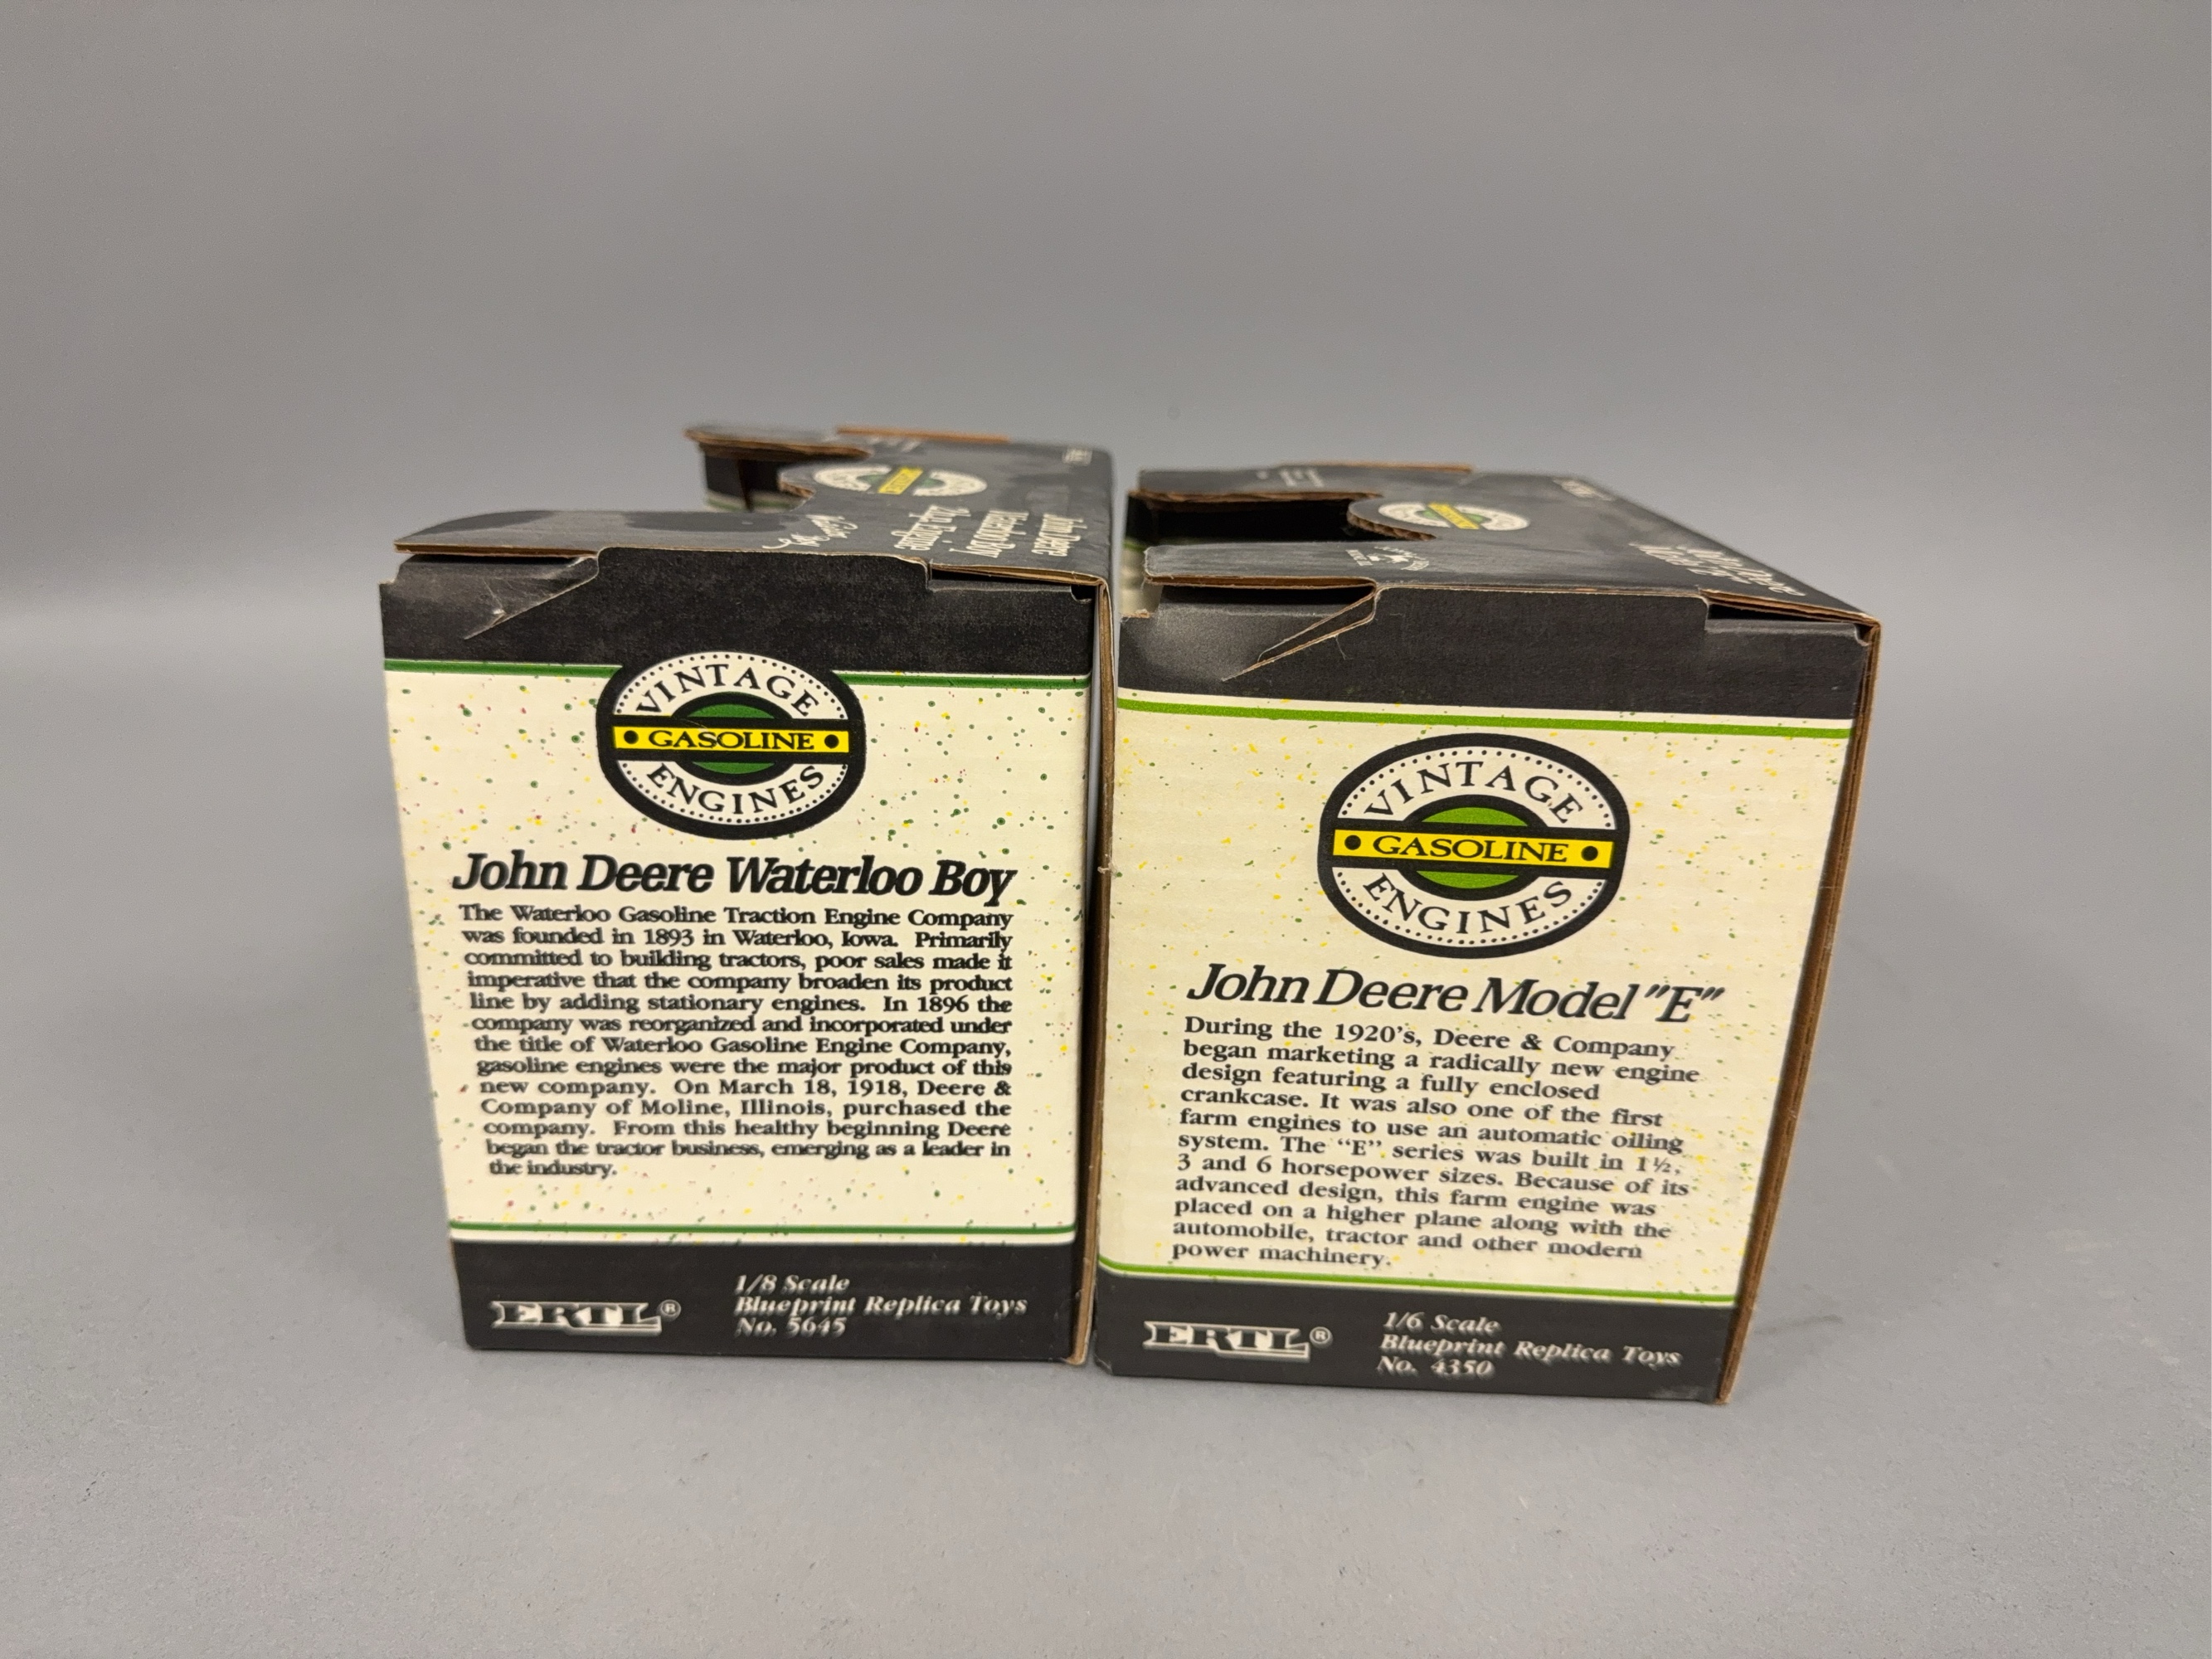 John Deere
Waterloo Boy
VINTAGE
GASOLINE
ENGINES
John Deere Waterloo Boy
The Waterloo Gasoline Traction Engine Company
was founded in 1893 in Waterloo, Iowa. Primarily
committed to building tractors, poor sales made it
imperative that the company broaden its product
line by adding stationary engines. In 1896 the
company was reorganized and incorporated under
the title of Waterloo Gasoline Engine Company,
gasoline engines were the major product of this
new company. On March 18, 1918, Deere &
Company of Moline, Illinois, purchased the
company. From this healthy beginning Deere
began the tractor business, emerging as a leader in
the industry.
ERTL®
1/8 Scale
Blueprint Replica Toys
No. 5645
VINTAGE
GASOLINE
ENGINES
John Deere Model "E"
During the 1920's, Deere & Company
began marketing a radically new engine
design featuring a fully enclosed
crankcase. It was also one of the first
farm engines to use an automatic oiling
system. The "E" series was built in 1½,
3 and 6 horsepower sizes. Because of its
advanced design, this farm engine was
placed on a higher plane along with the
automobile, tractor and other modern
power machinery.
ERTL®
1/6 Scale
Blueprint Replica Toys
No. 4350